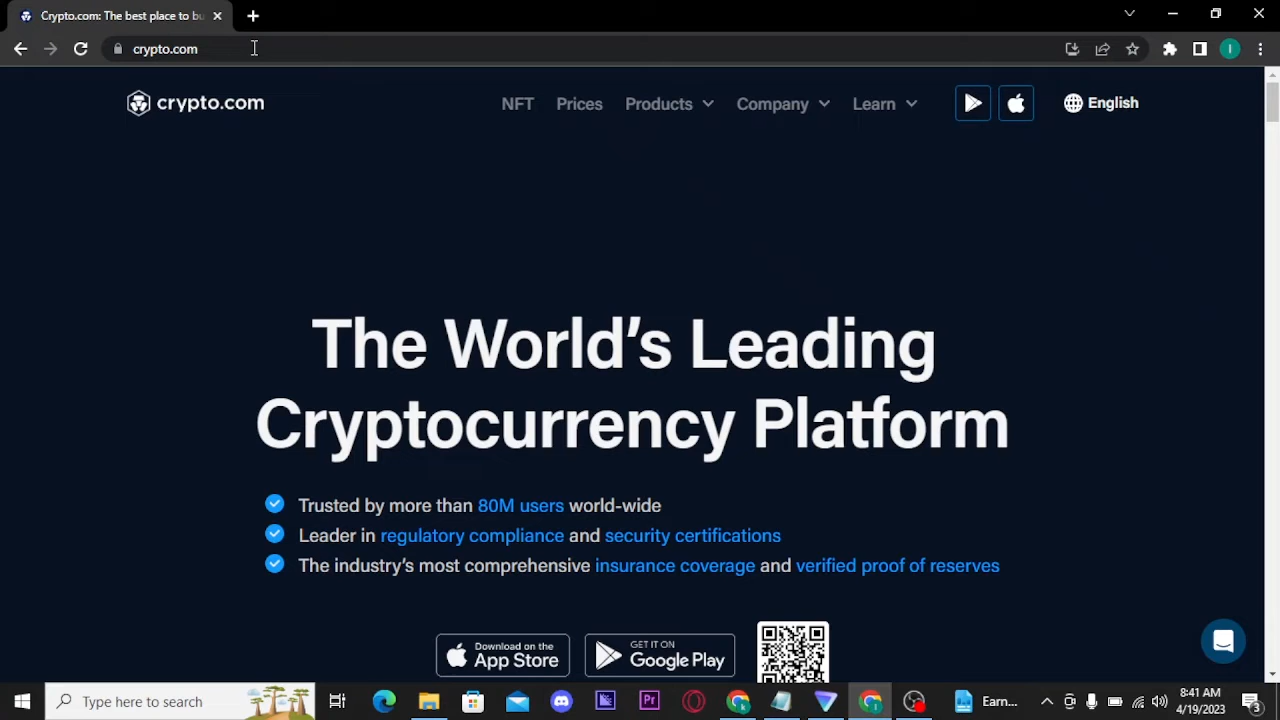 Crypto.com: The best place to bu
crypto.com
I
crypto.com
NFT Prices Products Company Learn English
The World's Leading
Cryptocurrency Platform
Trusted by more than 80M users world-wide
Leader in regulatory compliance and security certifications
The industry's most comprehensive insurance coverage and verified proof of reserves
Download on the
App Store
GET IT ON
Google Play
Type here to search
Pr
Earn...
8:41 AM
4/19/2023
3